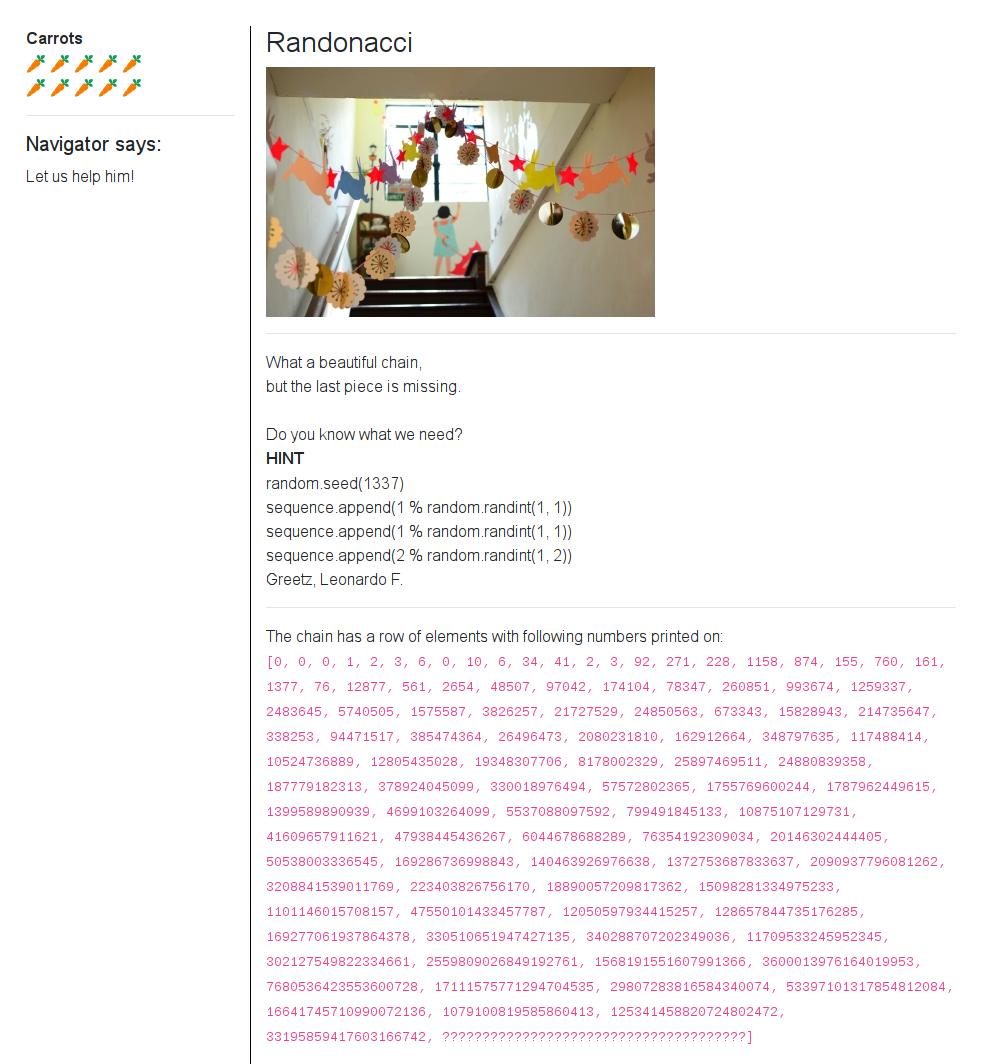 Carrots
Navigator says:
Let us help him!
Randonacci
What a beautiful chain,
but the last piece is missing.
Do you know what we need?
HINT
random.seed(1337)
sequence.append(1 % random.randint(1, 1))
sequence.append(1 % random.randint(1, 1))
sequence.append(2 % random.randint(1, 2))
Greetz, Leonardo F.
The chain has a row of elements with following numbers printed on:
[0, 0, 0, 1, 2, 3, 6, 0, 10, 6, 34, 41, 2, 3, 92, 271, 228, 1158, 874, 155, 760, 161,
1377, 76, 12877, 561, 2654, 48507, 97042, 174104, 78347, 260851, 993674, 1259337,
2483645, 5740505, 1575587, 3826257, 21727529, 24850563, 673343, 15828943, 214735647,
338253, 94471517, 385474364, 26496473, 2080231810, 162912664, 348797635, 117488414,
10524736889, 12805435028, 19348307706, 8178002329, 25897469511, 24880839358,
187779182313, 378924045099, 330018976494, 57572802365, 1755769600244, 1787962449615,
1399589890939, 4699103264099, 5537088097592, 799491845133, 10875107129731,
41609657911621, 47938445436267, 6044678688289, 76354192309034, 20146302444405,
50538003336545, 169286736998843, 140463926976638, 1372753687833637, 2090937796081262,
3208841539011769, 223403826756170, 18890057209817362, 15098281334975233,
1101146015708157, 47550101433457787, 12050597934415257, 128657844735176285,
169277061937864378, 330510651947427135, 340288707202349036, 11709533245952345,
302127549822334661, 2559809026849192761, 1568191551607991366, 3600013976164019953,
7680536423553600728, 17111575771294704535, 29807283816584340074, 53397101317854812084,
16641745710990072136, 1079100819585860413, 125341458820724802472,
33195859417603166742, ??????????????????????????????????????]